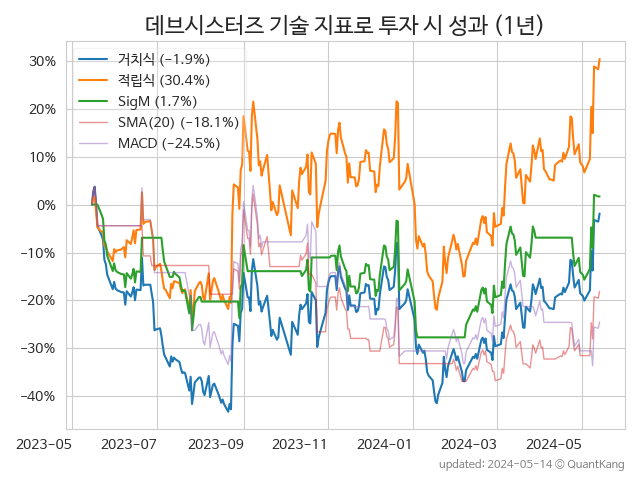 데브시스터즈 기술 지표로 투자 시 성과 (1년)
거치식 (−1.9%)
적립식 (30.4%)
SigM (1.7%)
SMA(20) (−18.1%)
MACD (−24.5%)
30%
20%
10%
0%
−10%
−20%
−30%
−40%
2023-05 2023-07 2023-09 2023-11 2024-01 2024-03 2024-05
updated: 2024-05-14 © QuantKang